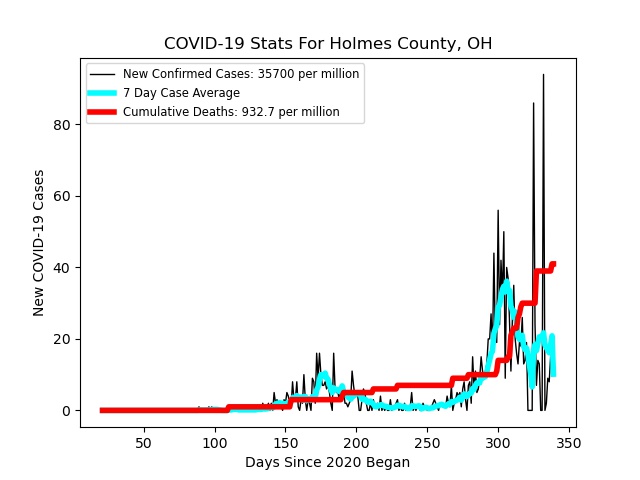 COVID-19 Stats For Holmes County, OH
New Confirmed Cases: 35700 per million
7 Day Case Average
Cumulative Deaths: 932.7 per million
New COVID-19 Cases
80
60
40
20
0
50 100 150 200 250 300 350
Days Since 2020 Began